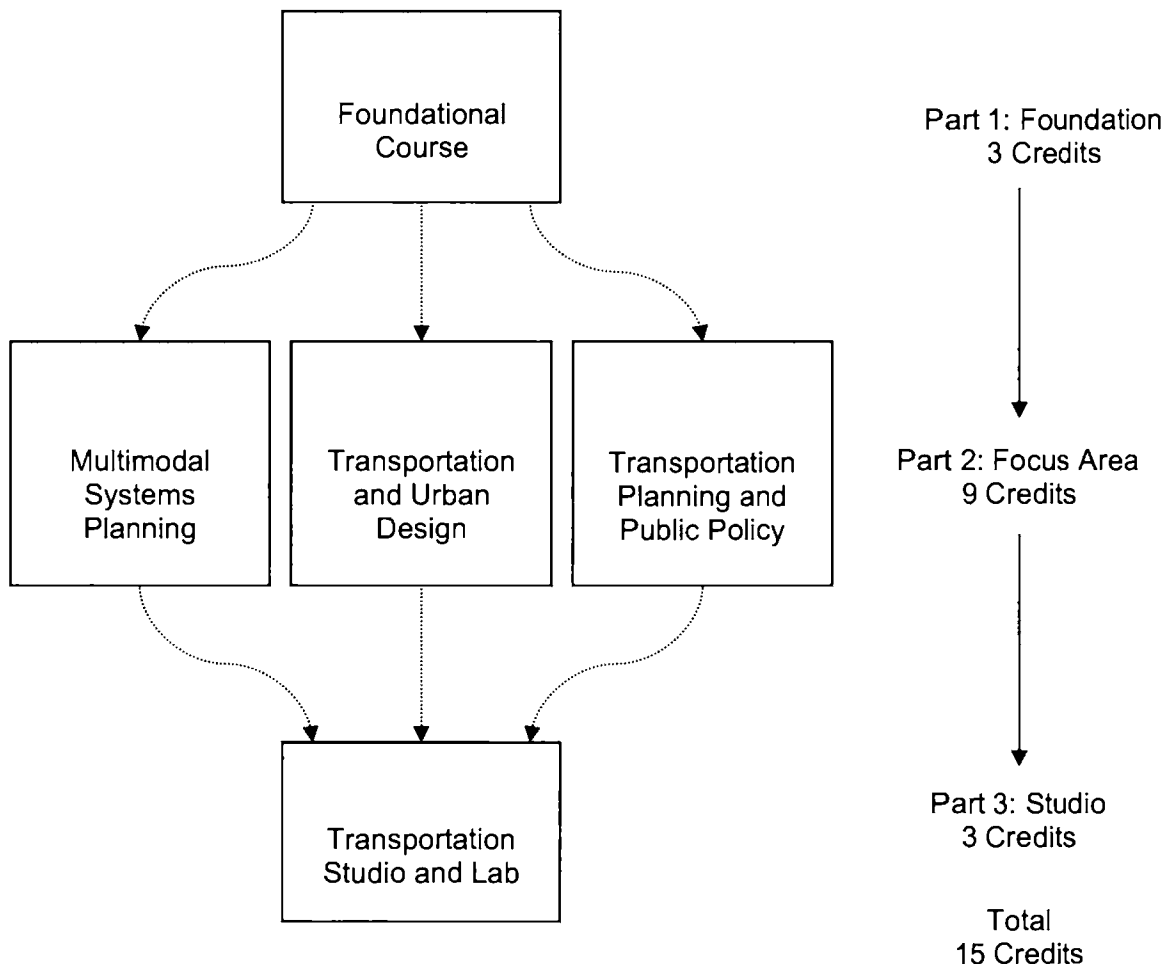 Foundational
Course
Part 1: Foundation
3 Credits
Multimodal
Systems
Planning
Transportation
and Urban
Design
Transportation
Planning and
Public Policy
Part 2: Focus Area
9 Credits
Transportation
Studio and Lab
Part 3: Studio
3 Credits
Total
15 Credits